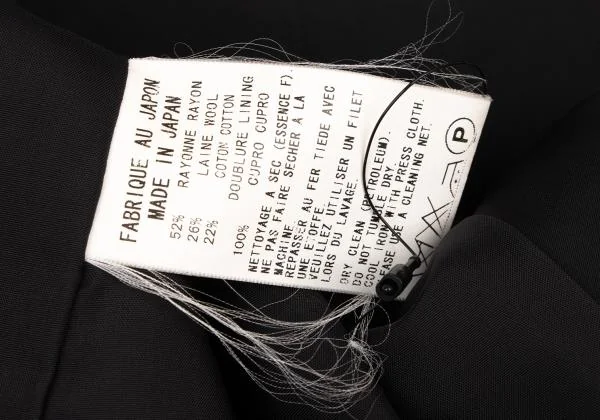 FABRIQUE AU JAPON
MADE IN JAPAN
52% RAYONNE RAYON
26% LAINE WOOL
22% COTON COTTON
DOUBLURE LINING
100% CUPRO CUPRO
NETTOYAGE A SEC (ESSENCE F).
NE PAS FAIRE SECHER A LA
MACHINE.
REPASSER AU FER TIEDE AVEC
UNE ETOFFE.
VEUILLEZ UTILISER UN FILET
LORS DU LAVAGE.
DRY CLEAN (PETROLEUM).
DO NOT TUMBLE DRY.
COOL IRON WITH PRESS CLOTH.
PLEASE USE A CLEANING NET.
P